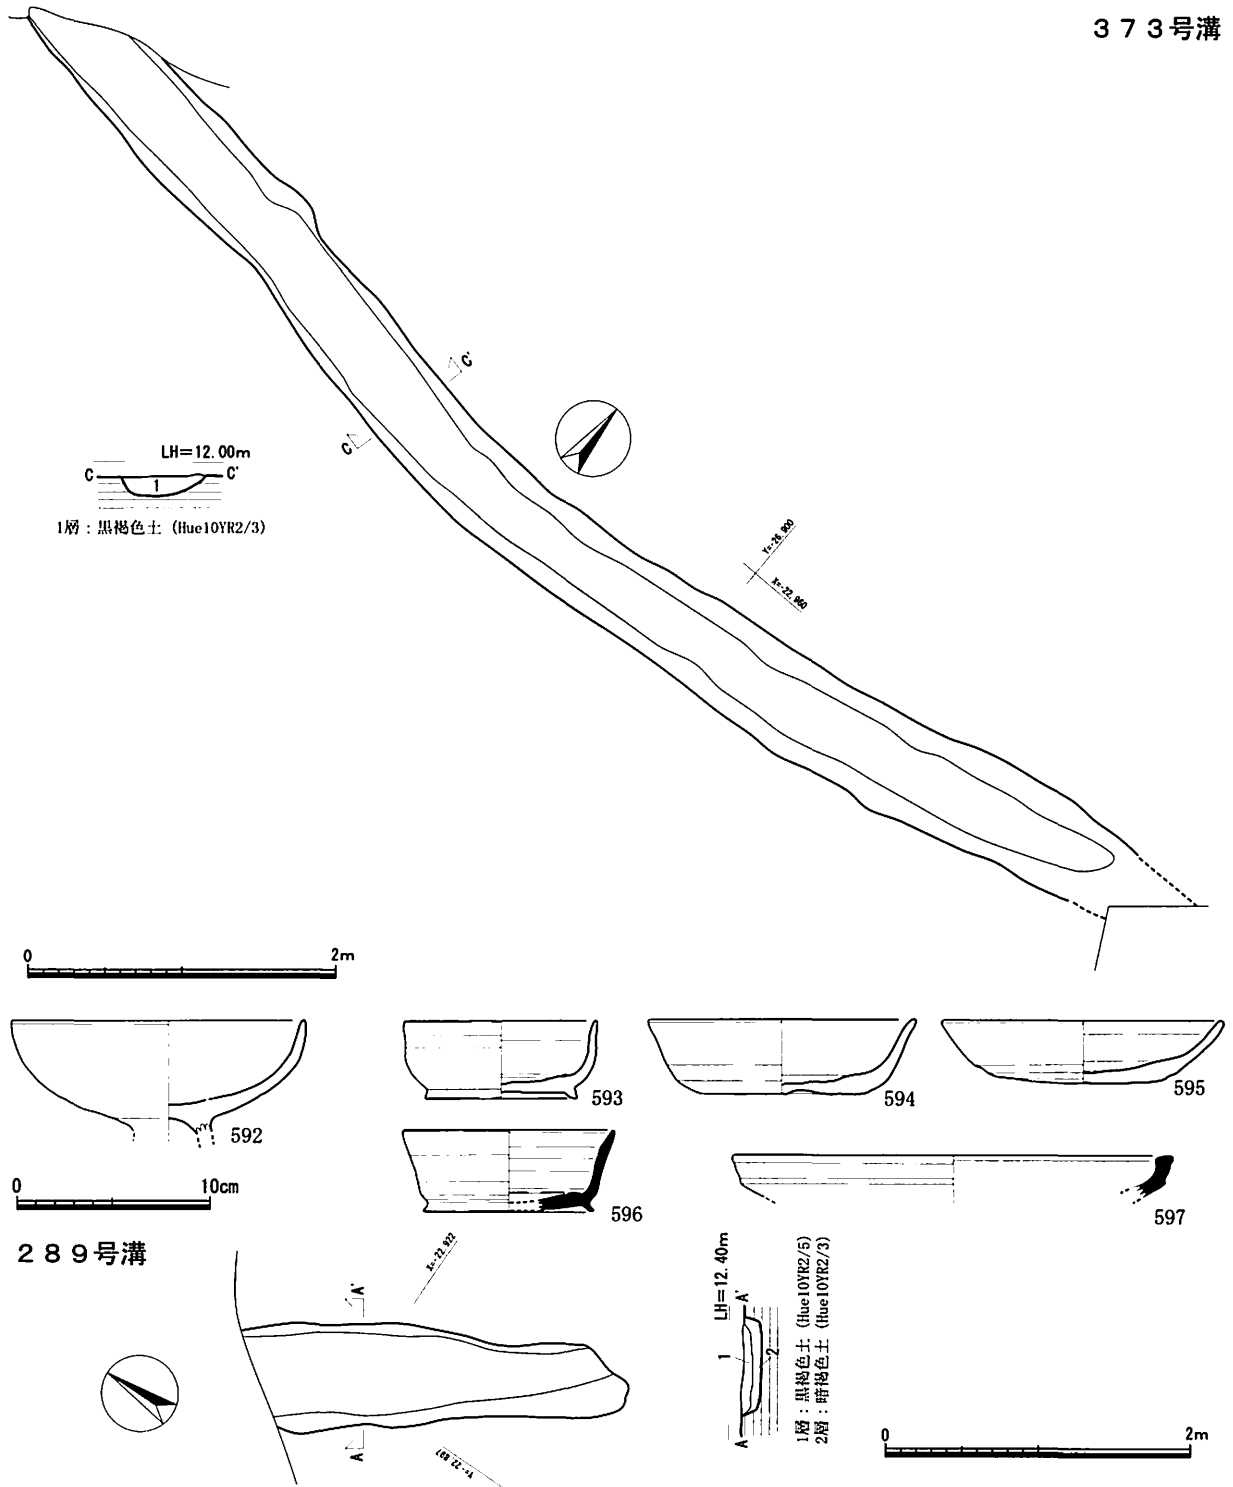 ３７３号溝
C'
C
LH=12.00m
C
C'
1
1層：黒褐色土 (Hue10YR2/3)
Y=-26.900
X=-22.960
0
2m
592
593
594
595
596
597
0
10cm
２８９号溝
X=-22.922
A'
A
LH=12.40m
A'
A
1
2
1層：黒褐色土 (Hue10YR2/5)
2層：暗褐色土 (Hue10YR2/3)
0
2m